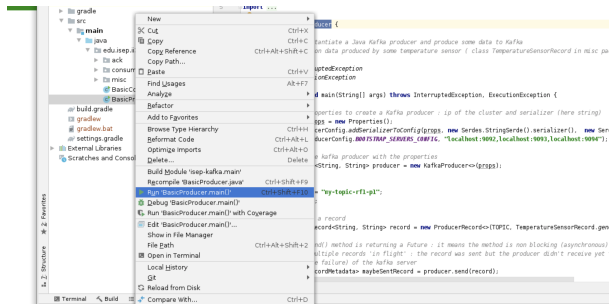 gradle
src
main
java
edu.isep.ii
ack
consum
misc
BasicCo
BasicPr
build.gradle
gradlew
gradlew.bat
settings.gradle
External Libraries
Scratches and Consol
2: Favorites
7: Structure
Terminal
Build
New
Cut Ctrl+X
Copy Ctrl+C
Copy Reference Ctrl+Alt+Shift+C
Copy Path...
Paste Ctrl+V
Find Usages Alt+F7
Analyze
Refactor
Add to Favorites
Browse Type Hierarchy Ctrl+H
Reformat Code Ctrl+Alt+L
Optimize Imports Ctrl+Alt+O
Delete... Delete
Build Module 'isep-kafka.main'
Recompile 'BasicProducer.java' Ctrl+Shift+F9
Run 'BasicProducer.main()' Ctrl+Shift+F10
Debug 'BasicProducer.main()'
Run 'BasicProducer.main()' with Coverage
Edit 'BasicProducer.main()'...
Show in File Manager
File Path Ctrl+Alt+Shift+2
Open in Terminal
Local History
Git
Reload from Disk
Compare With... Ctrl+D
import ...
ducer {
tantiate a Java Kafka producer and produce some data to Kafka
on data produced by some temperature sensor ( class TemperatureSensorRecord in misc pa
uptedException
ionException
d main(String[] args) throws InterruptedException, ExecutionException {
operties to create a Kafka producer : ip of the cluster and serializer (here string)
ops = new Properties();
cerConfig.addSerializerToConfig(props, new Serdes.StringSerde().serializer(), new Ser
ducerConfig.BOOTSTRAP_SERVERS_CONFIG, "localhost:9092,localhost:9093,localhost:9094");
e kafka producer with the properties
<String, String> producer = new KafkaProducer<>(props);
= "my-topic-rf1-p1";
a record
cord<String, String> record = new ProducerRecord<>(TOPIC, TemperatureSensorRecord.gen
nd() method is returning a Future : it means the method is non blocking (asynchronous)
ultiple records 'in flight' : the record was sent but the producer didn't receive yet
e failure) of the kafka server
cordMetadata> maybeSentRecord = producer.send(record);